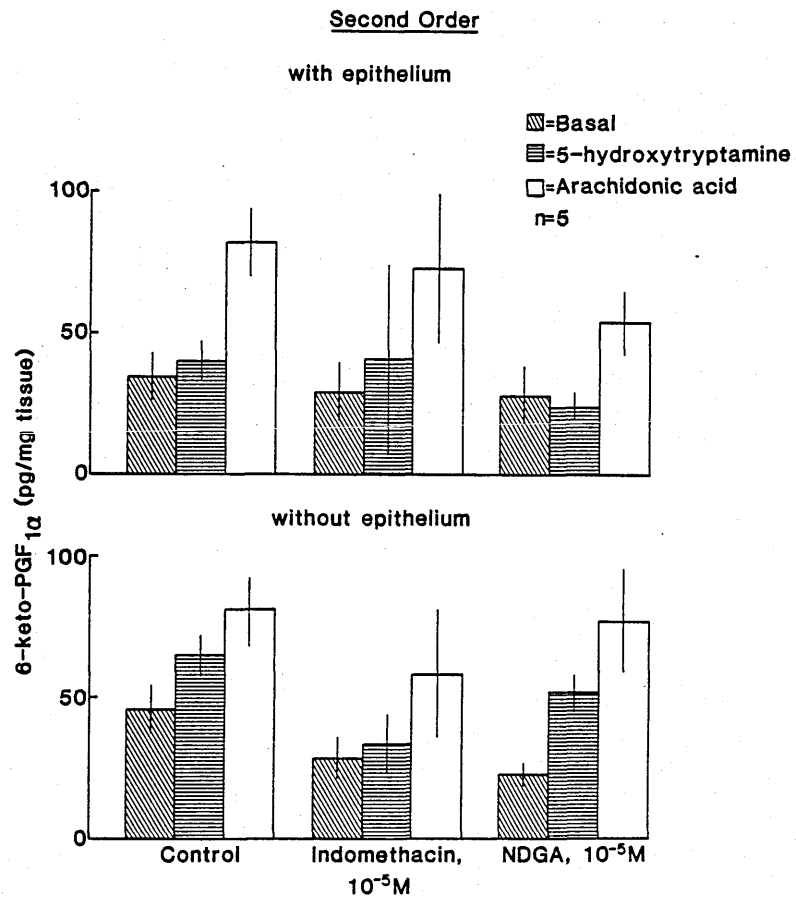 Second Order
with epithelium
=Basal
=5-hydroxytryptamine
=Arachidonic acid
n=5
100
50
0
6-keto-PGF1α (pg/mg tissue)
without epithelium
100
50
0
Control
Indomethacin, 10⁻⁵M
NDGA, 10⁻⁵M